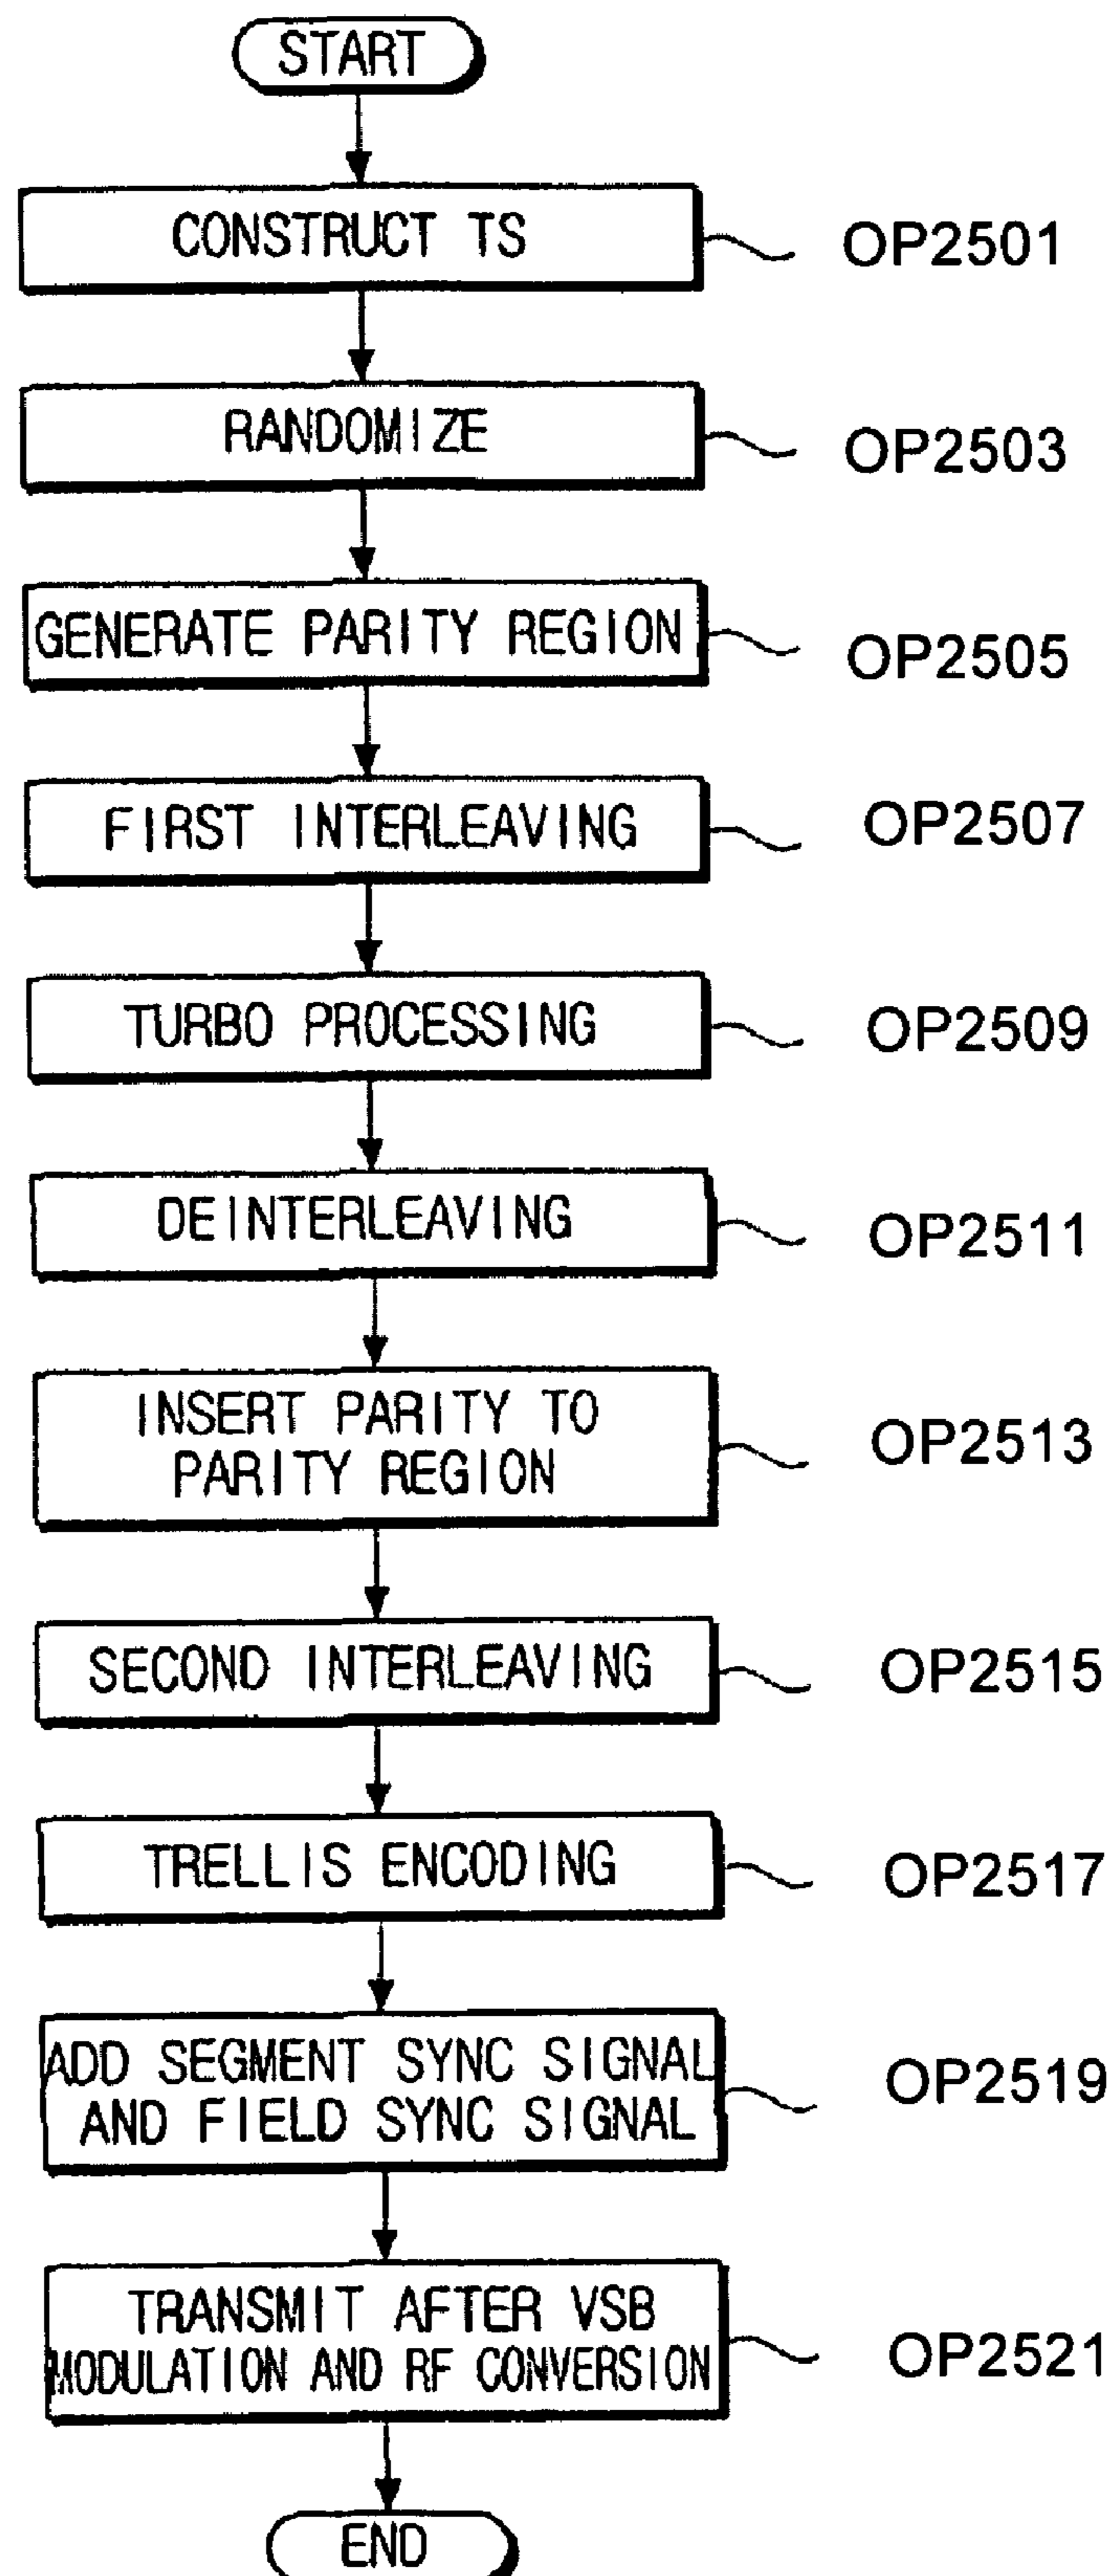 START
CONSTRUCT TS
OP2501
RANDOMIZE
OP2503
GENERATE PARITY REGION
OP2505
FIRST INTERLEAVING
OP2507
TURBO PROCESSING
OP2509
DEINTERLEAVING
OP2511
INSERT PARITY TO
PARITY REGION
OP2513
SECOND INTERLEAVING
OP2515
TRELLIS ENCODING
OP2517
ADD SEGMENT SYNC SIGNAL
AND FIELD SYNC SIGNAL
OP2519
TRANSMIT AFTER VSB
MODULATION AND RF CONVERSION
OP2521
END